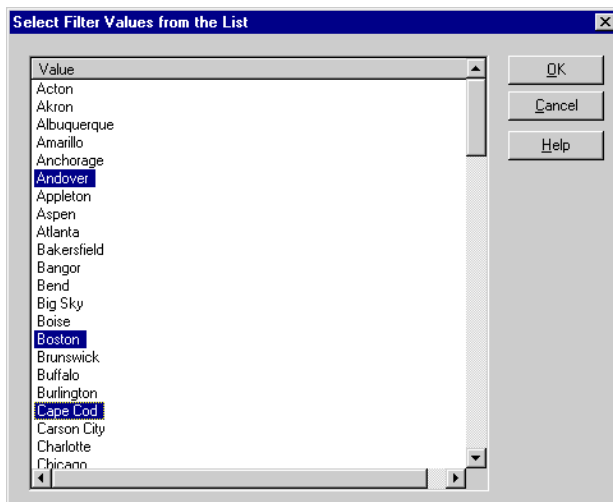 Select Filter Values from the List
Value
Acton
Akron
Albuquerque
Amarillo
Anchorage
Andover
Appleton
Aspen
Atlanta
Bakersfield
Bangor
Bend
Big Sky
Boise
Boston
Brunswick
Buffalo
Burlington
Cape Cod
Carson City
Charlotte
Chicago
OK
Cancel
Help